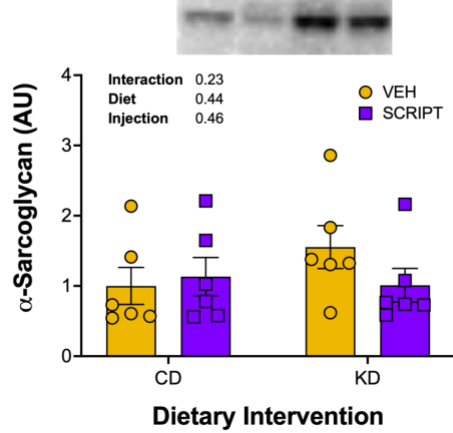 4
3
2
1
0
α-Sarcoglycan (AU)
Interaction 0.23
Diet 0.44
Injection 0.46
VEH
SCRIPT
CD KD
Dietary Intervention